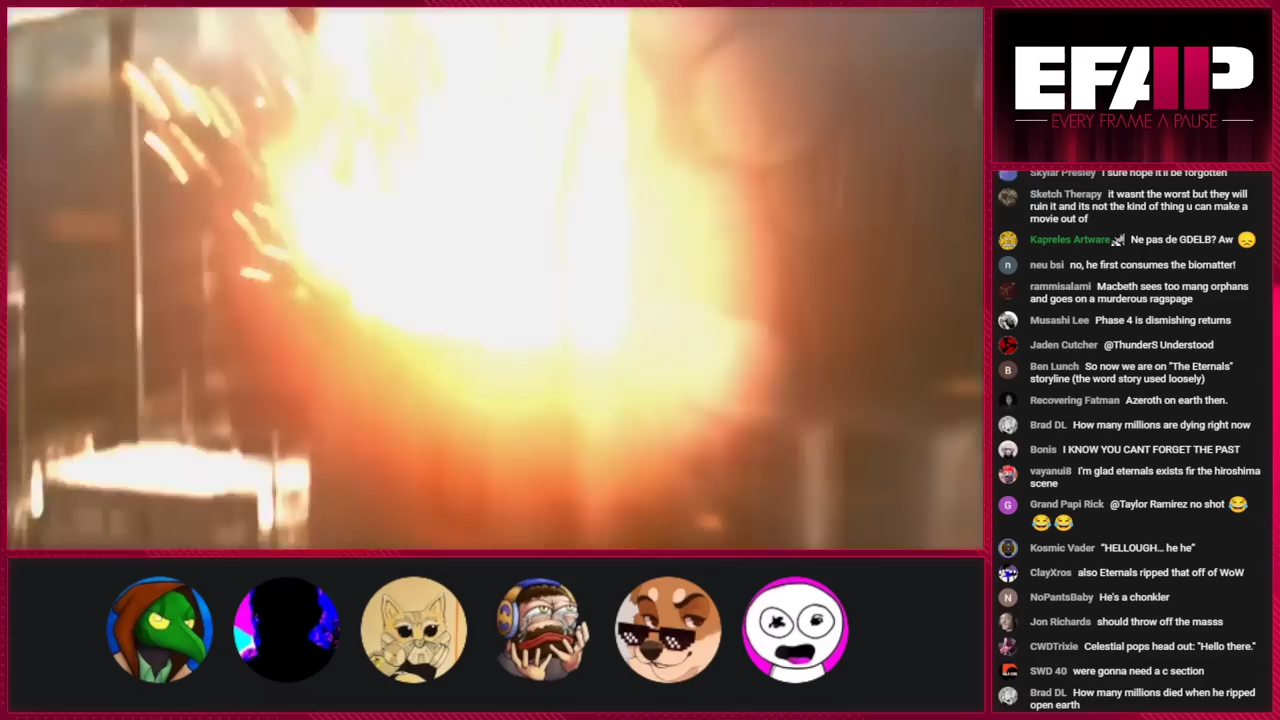 EFAP
EVERY FRAME A PAUSE
Skylar Presley I sure hope it'll be forgotten
Sketch Therapy it wasnt the worst but they will
ruin it and its not the kind of thing u can make a
movie out of
Kapreles Artware Ne pas de GDELB? Aw 😞
neu bsi no, he first consumes the biomatter!
rammisalami Macbeth sees too mang orphans
and goes on a murderous ragspage
Musashi Lee Phase 4 is dismishing returns
Jaden Cutcher @ThunderS Understood
Ben Lunch So now we are on "The Eternals"
storyline (the word story used loosely)
Recovering Fatman Azeroth on earth then.
Brad DL How many millions are dying right now
Bonis I KNOW YOU CANT FORGET THE PAST
vayanui8 I'm glad eternals exists fir the hiroshima
scene
Grand Papi Rick @Taylor Ramirez no shot 😂
😂😂
Kosmic Vader "HELLOUGH... he he"
ClayXros also Eternals ripped that off of WoW
NoPantsBaby He's a chonkler
Jon Richards should throw off the masss
CWDTrixie Celestial pops head out: "Hello there."
SWD 40 were gonna need a c section
Brad DL How many millions died when he ripped
open earth